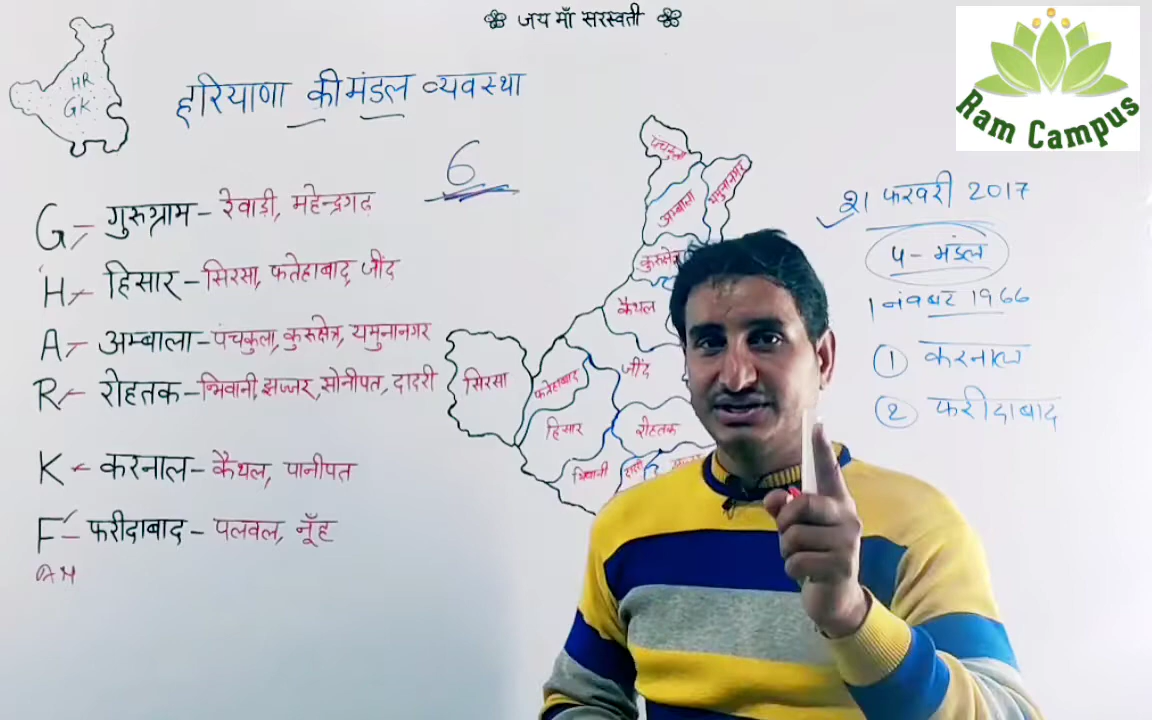 ❀ जय माँ सरस्वती ❀
HR
GK
हरियाणा की मंडल व्यवस्था
6
G - गुरुग्राम - रेवाड़ी, महेन्द्रगढ़
H - हिसार - सिरसा, फतेहाबाद, जींद
A - अम्बाला - पंचकुला, कुरुक्षेत्र, यमुनानगर
R - रोहतक - भिवानी, झज्जर, सोनीपत, दादरी
K - करनाल - कैथल, पानीपत
F - फरीदाबाद - पलवल, नूँह
पंचकुला
अम्बाला
यमुनानगर
कुरुक्षेत्र
कैथल
सिरसा
फतेहाबाद
जींद
हिसार
रोहतक
भिवानी
Ram Campus
21 फरवरी 2017
4 - मंडल
1 नंवबर 1966
① करनाल
② फरीदाबाद